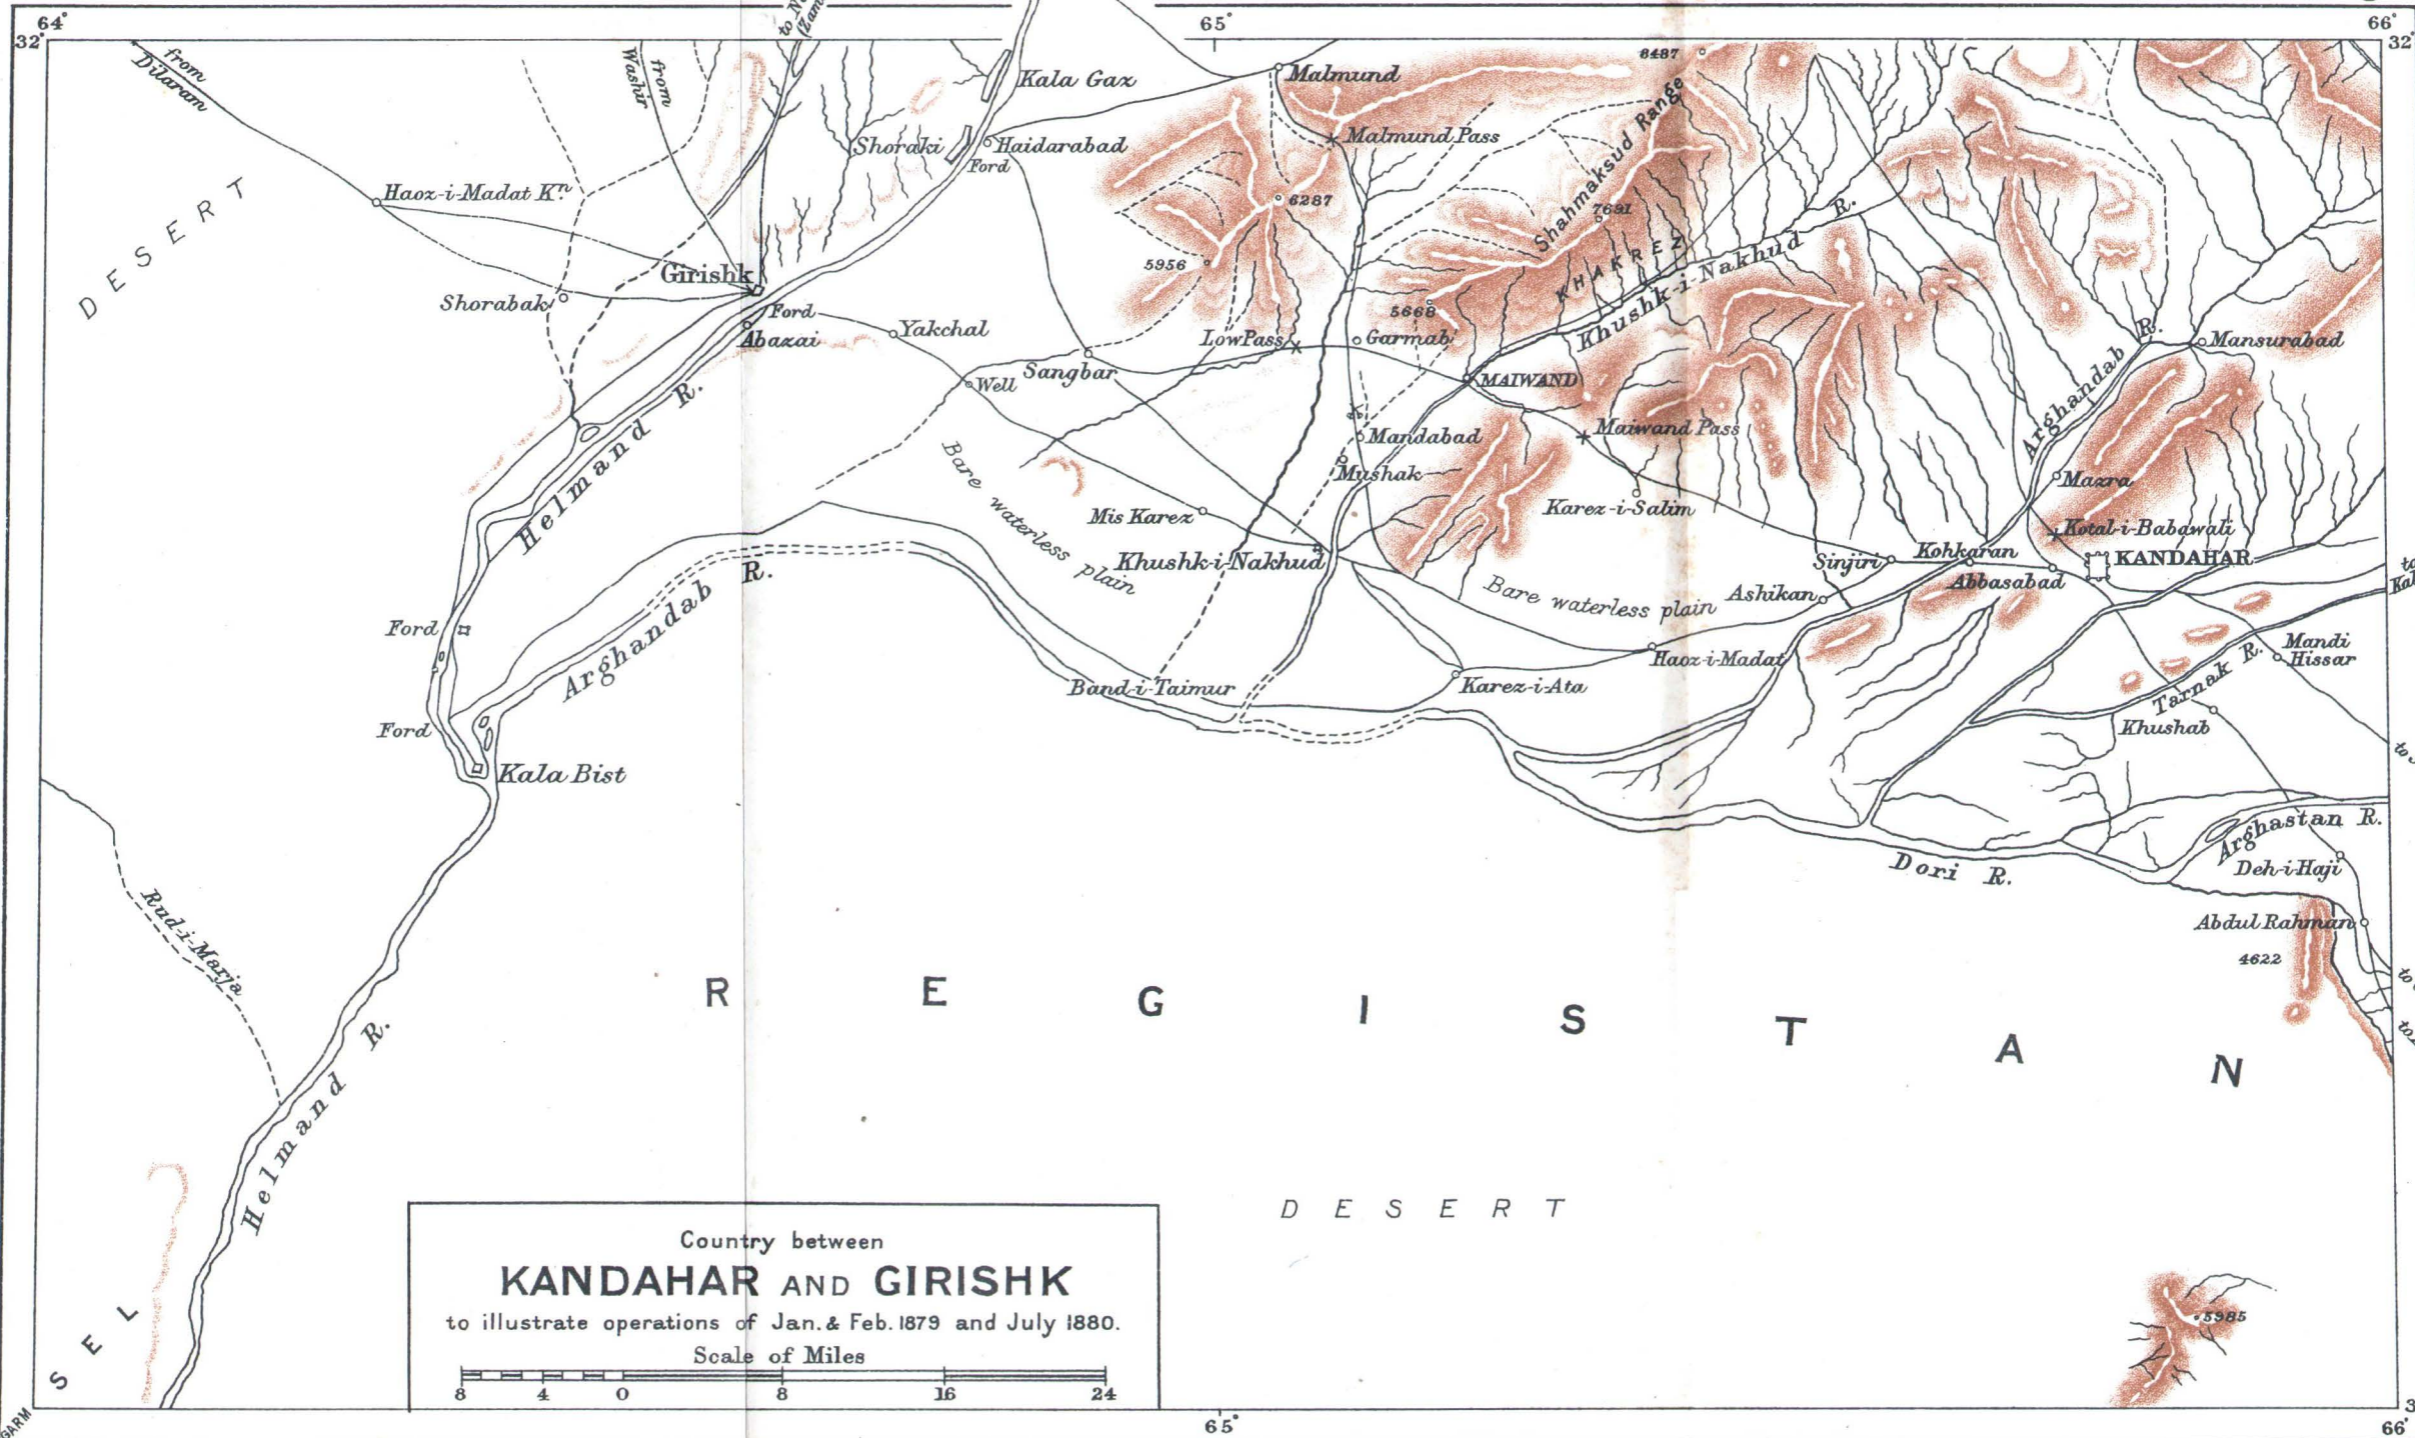 64°
65°
66°
32°
32°
from
Dilaram
from
Washir
Kala Gaz
Malmund
8487
Shoraki
Haidarabad
Ford
Malmund Pass
Shahmaksud Range
DESERT
Haoz-i-Madat Kn.
6287
7691
KHAKREZ
Khushk-i-Nakhud R.
5956
Girishk
Shorabak
Ford
Abazai
Yakchal
5668
Low Pass
Garmab
Arghandab R.
Mansurabad
Sangbar
Well
MAIWAND
Helmand R.
Mandabad
Maiwand Pass
Mushak
Mazra
Bare waterless plain
Mis Karez
Karez-i-Salim
Kotal-i-Babawali
Khushk-i-Nakhud
Sinjiri
Kohkaran
KANDAHAR
Abbasabad
Bare waterless plain
Ashikan
Arghandab R.
Ford
Mandi
Hissar
Haoz-i-Madat
Band-i-Taimur
Karez-i-Ata
Tarnak R.
Khushab
Ford
Kala Bist
Arghastan R.
Dori R.
Deh-i-Haji
Rud-i-Marja
Abdul Rahman
4622
REGISTAN
Helmand R.
DESERT
Country between
KANDAHAR AND GIRISHK
to illustrate operations of Jan. & Feb. 1879 and July 1880.
Scale of Miles
8 4 0 8 16 24
5985
SEL
65°
66°